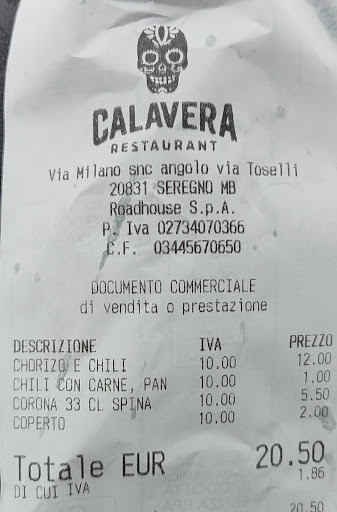 CALAVERA
RESTAURANT
Via Milano snc angolo via Toselli
20831 SEREGNO MB
Roadhouse S.p.A.
P. Iva 02734070366
C.F. 03445670650
DOCUMENTO COMMERCIALE
di vendita o prestazione
DESCRIZIONE IVA PREZZO
CHORIZO E CHILI 10.00 12.00
CHILI CON CARNE, PAN 10.00 1.00
CORONA 33 CL SPINA 10.00 5.50
COPERTO 10.00 2.00
Totale EUR 20.50
DI CUI IVA 1.86
20.50